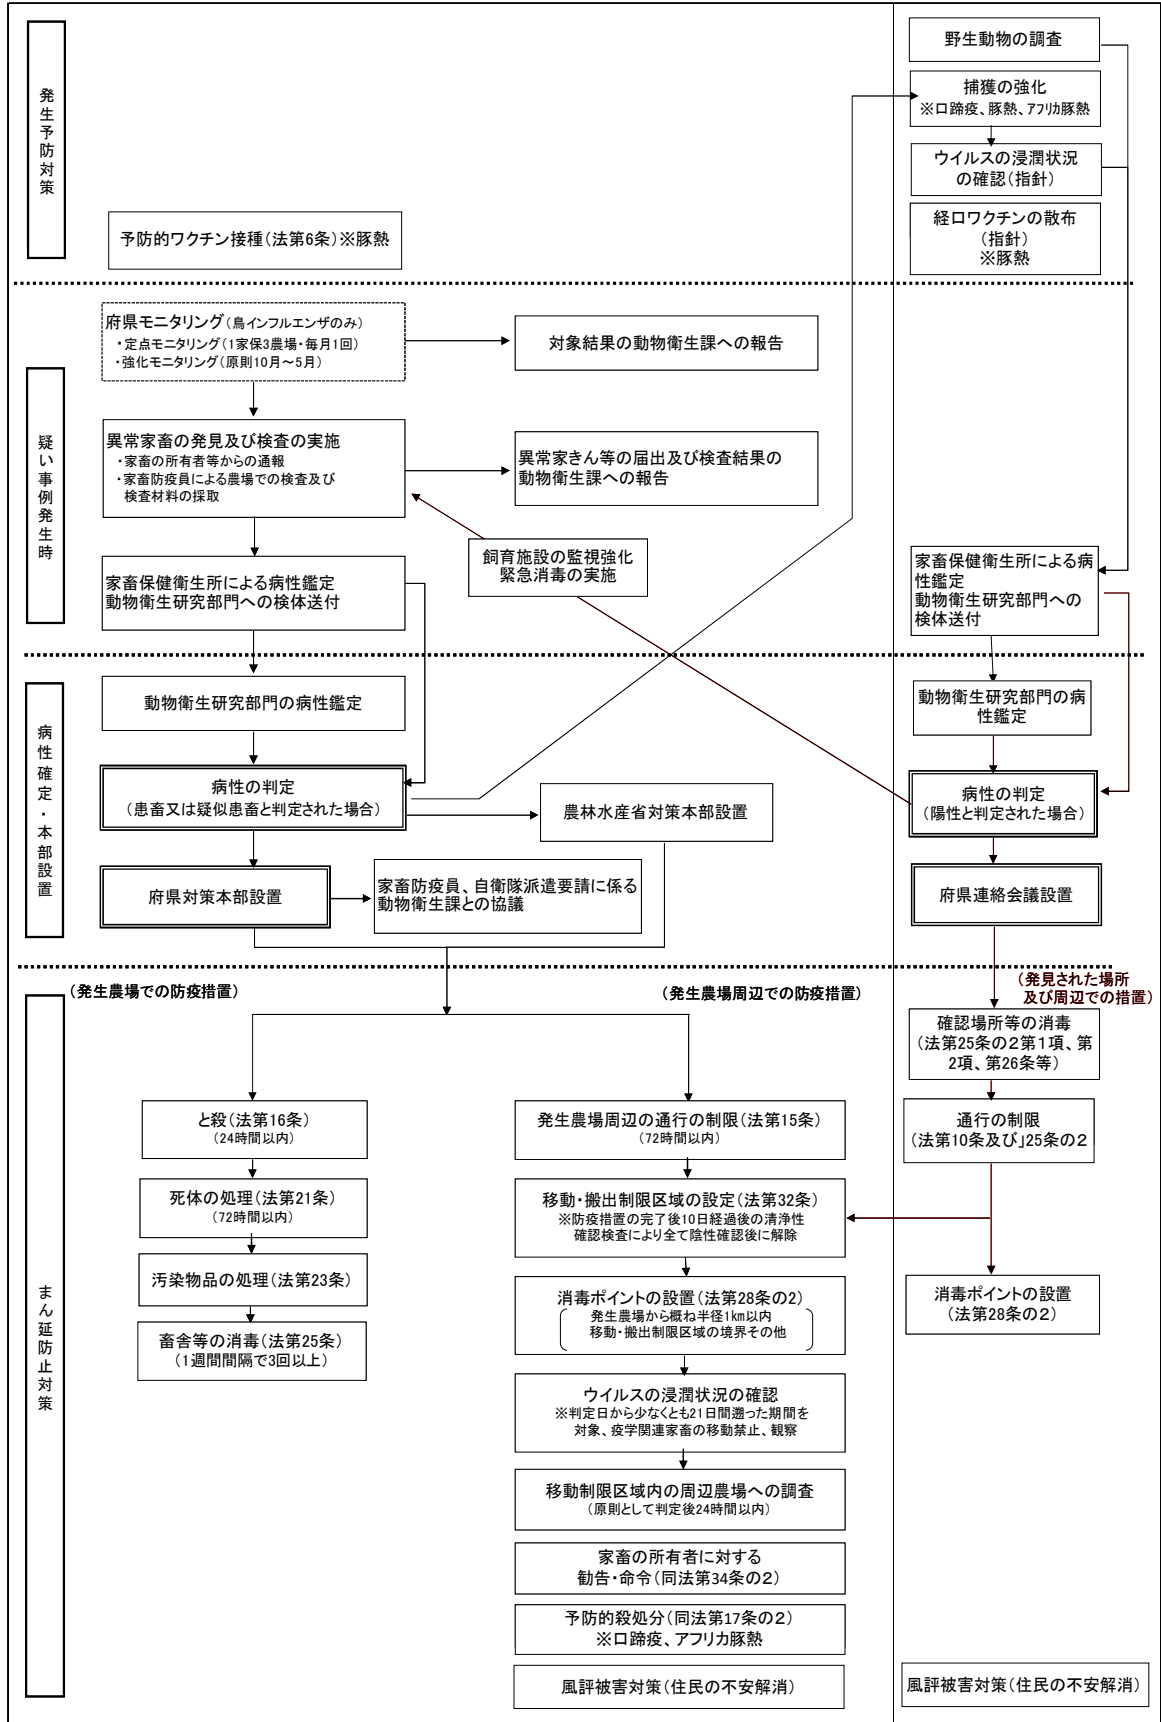 発生予防対策
野生動物の調査
捕獲の強化
※口蹄疫、豚熱、アフリカ豚熱
ウイルスの浸潤状況
の確認(指針)
経口ワクチンの散布
(指針)
※豚熱
予防的ワクチン接種(法第6条)※豚熱
疑い事例発生時
府県モニタリング(鳥インフルエンザのみ)
・定点モニタリング(1家保3農場・毎月1回)
・強化モニタリング(原則10月～5月)
対象結果の動物衛生課への報告
異常家畜の発見及び検査の実施
・家畜の所有者等からの通報
・家畜防疫員による農場での検査及び
検査材料の採取
異常家きん等の届出及び検査結果の
動物衛生課への報告
飼育施設の監視強化
緊急消毒の実施
家畜保健衛生所による病性鑑定
動物衛生研究部門への検体送付
家畜保健衛生所による病
性鑑定
動物衛生研究部門への
検体送付
病性確定・本部設置
動物衛生研究部門の病性鑑定
動物衛生研究部門の病
性鑑定
病性の判定
(患畜又は疑似患畜と判定された場合)
農林水産省対策本部設置
病性の判定
(陽性と判定された場合)
府県対策本部設置
家畜防疫員、自衛隊派遣要請に係る
動物衛生課との協議
府県連絡会議設置
まん延防止対策
(発生農場での防疫措置)
(発生農場周辺での防疫措置)
(発見された場所
及び周辺での措置)
と殺(法第16条)
(24時間以内)
死体の処理(法第21条)
(72時間以内)
汚染物品の処理(法第23条)
畜舎等の消毒(法第25条)
(1週間間隔で3回以上)
発生農場周辺の通行の制限(法第15条)
(72時間以内)
移動・搬出制限区域の設定(法第32条)
※防疫措置の完了後10日経過後の清浄性
確認検査により全て陰性確認後に解除
消毒ポイントの設置(法第28条の2)
発生農場から概ね半径1km以内
移動・搬出制限区域の境界その他
ウイルスの浸潤状況の確認
※判定日から少なくとも21日間遡った期間を
対象、疫学関連家畜の移動禁止、観察
移動制限区域内の周辺農場への調査
(原則として判定後24時間以内)
家畜の所有者に対する
勧告・命令(同法第34条の２)
予防的殺処分(同法第17条の２)
※口蹄疫、アフリカ豚熱
風評被害対策(住民の不安解消)
確認場所等の消毒
(法第25条の２第１項、第
２項、第26条等)
通行の制限
(法第10条及び」25条の２
消毒ポイントの設置
(法第28条の２)
風評被害対策(住民の不安解消)